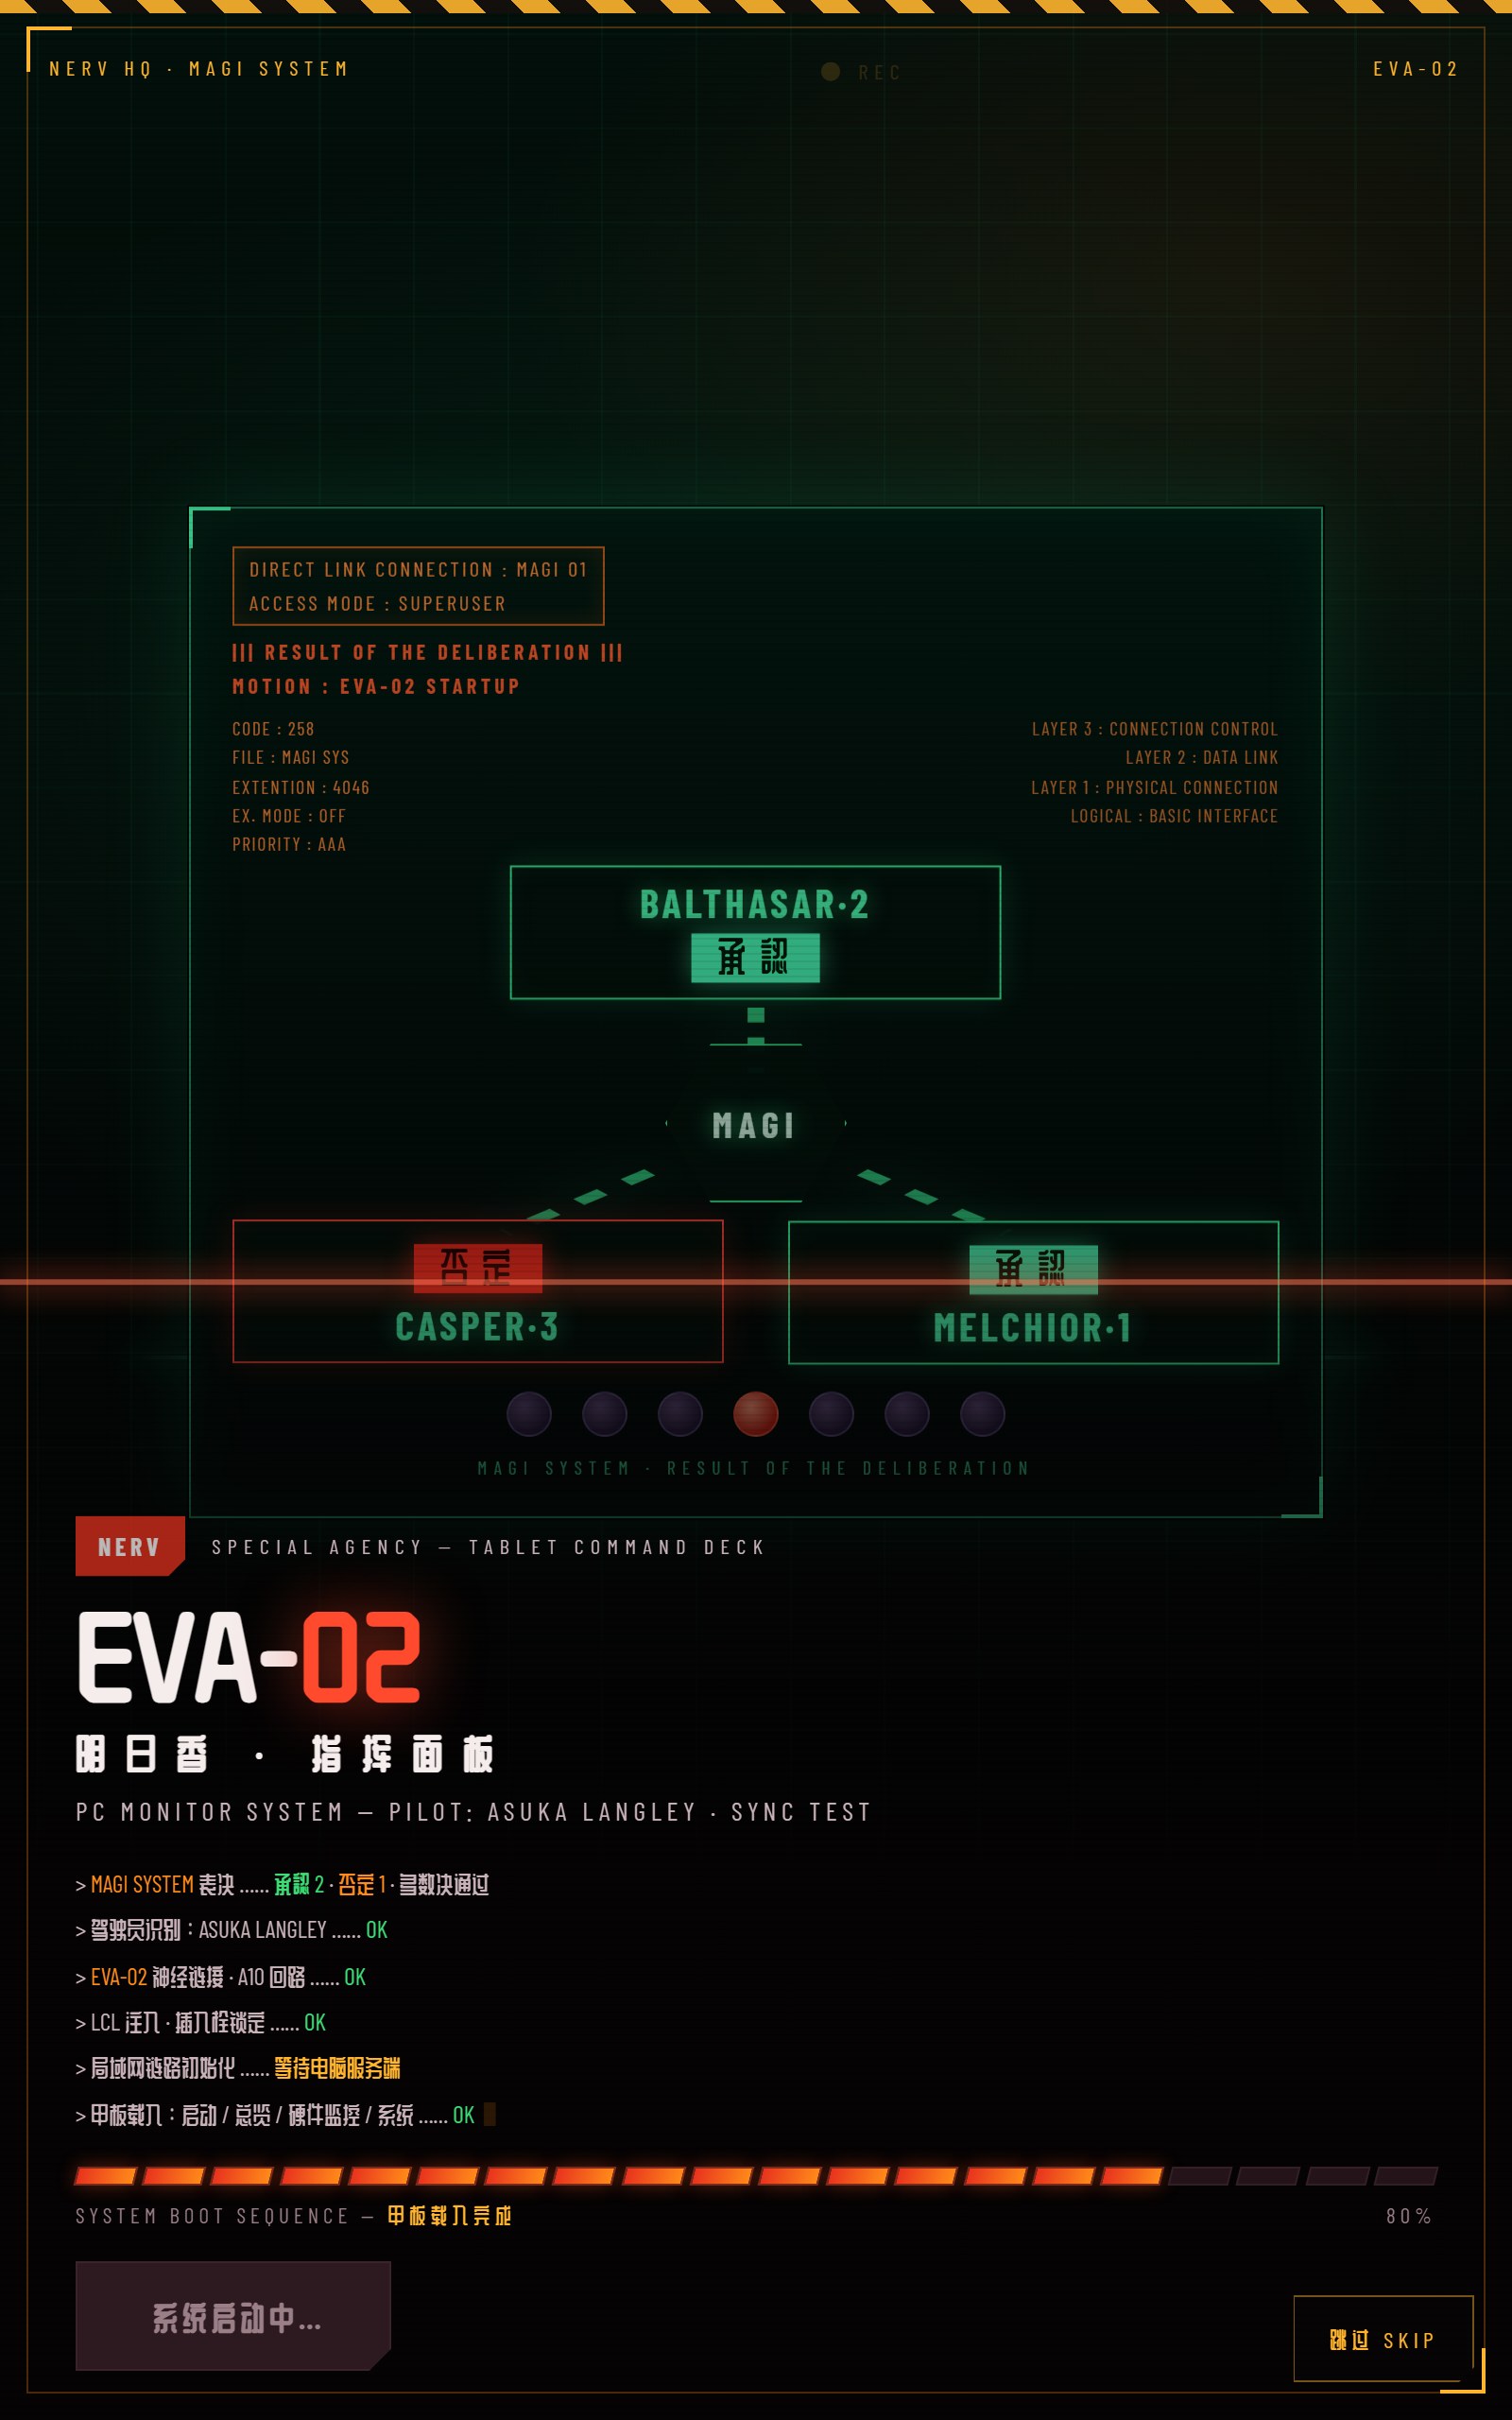 NERV HQ · MAGI SYSTEM
REC
EVA-02
DIRECT LINK CONNECTION : MAGI 01
ACCESS MODE : SUPERUSER
||| RESULT OF THE DELIBERATION |||
MOTION : EVA-02 STARTUP
CODE : 258
FILE : MAGI SYS
EXTENTION : 4046
EX. MODE : OFF
PRIORITY : AAA
LAYER 3 : CONNECTION CONTROL
LAYER 2 : DATA LINK
LAYER 1 : PHYSICAL CONNECTION
LOGICAL : BASIC INTERFACE
BALTHASAR·2
承認
MAGI
否定
CASPER·3
承認
MELCHIOR·1
MAGI SYSTEM · RESULT OF THE DELIBERATION
NERV
SPECIAL AGENCY — TABLET COMMAND DECK
EVA-02
明日香 · 指挥面板
PC MONITOR SYSTEM — PILOT: ASUKA LANGLEY · SYNC TEST
> MAGI SYSTEM 表决 ...... 承認 2 · 否定 1 · 多数决通过
> 驾驶员识别：ASUKA LANGLEY ...... OK
> EVA-02 神经链接 · A10 回路 ...... OK
> LCL 注入 · 插入栓锁定 ...... OK
> 局域网链路初始化 ...... 等待电脑服务端
> 甲板载入：启动 / 总览 / 硬件监控 / 系统 ...... OK
SYSTEM BOOT SEQUENCE — 甲板载入完成
80%
系统启动中...
跳过 SKIP